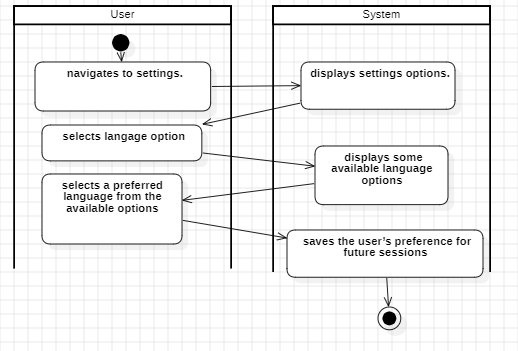 User
System
navigates to settings.
displays settings options.
selects langage option
displays some
available language
options
selects a preferred
language from the
available options
saves the user's preference for
future sessions